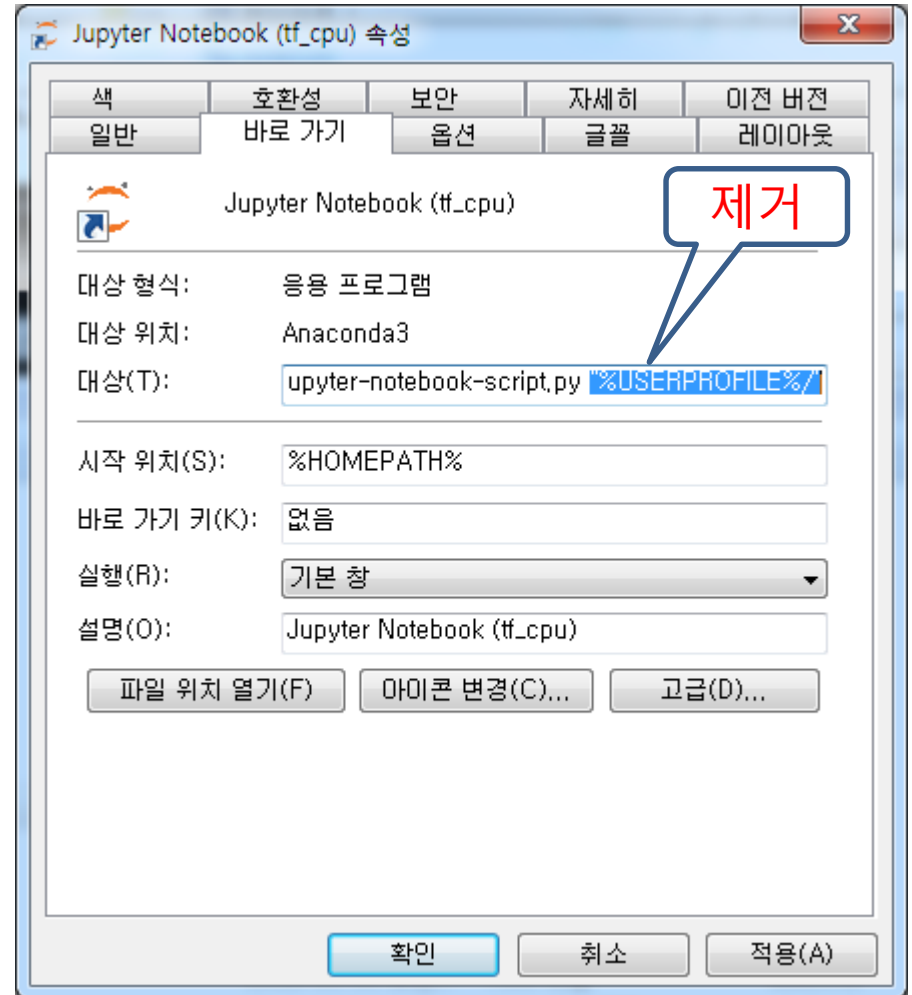 Jupyter Notebook (tf_cpu) 속성
색 호환성 보안 자세히 이전 버전
일반 바로 가기 옵션 글꼴 레이아웃
제거
Jupyter Notebook (tf_cpu)
대상 형식: 응용 프로그램
대상 위치: Anaconda3
대상(T): upyter-notebook-script.py "%USERPROFILE%/"
시작 위치(S): %HOMEPATH%
바로 가기 키(K): 없음
실행(R): 기본 창
설명(O): Jupyter Notebook (tf_cpu)
파일 위치 열기(F) 아이콘 변경(C)... 고급(D)...
확인 취소 적용(A)